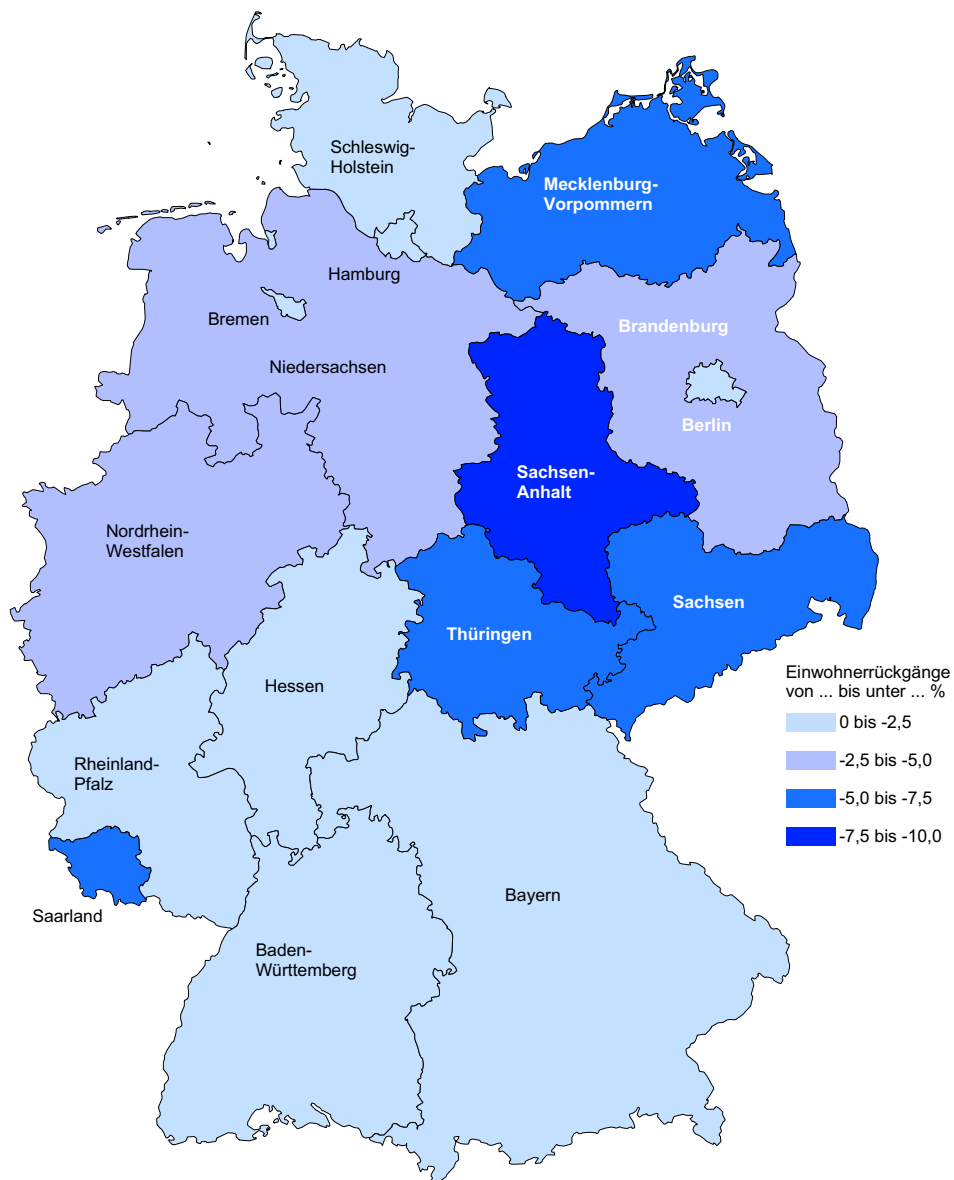 Schleswig-
Holstein
Mecklenburg-
Vorpommern
Hamburg
Bremen
Brandenburg
Niedersachsen
Berlin
Sachsen-
Anhalt
Nordrhein-
Westfalen
Sachsen
Thüringen
Hessen
Einwohnerrückgänge
von ... bis unter ... %
0 bis -2,5
-2,5 bis -5,0
-5,0 bis -7,5
-7,5 bis -10,0
Rheinland-
Pfalz
Saarland
Bayern
Baden-
Württemberg